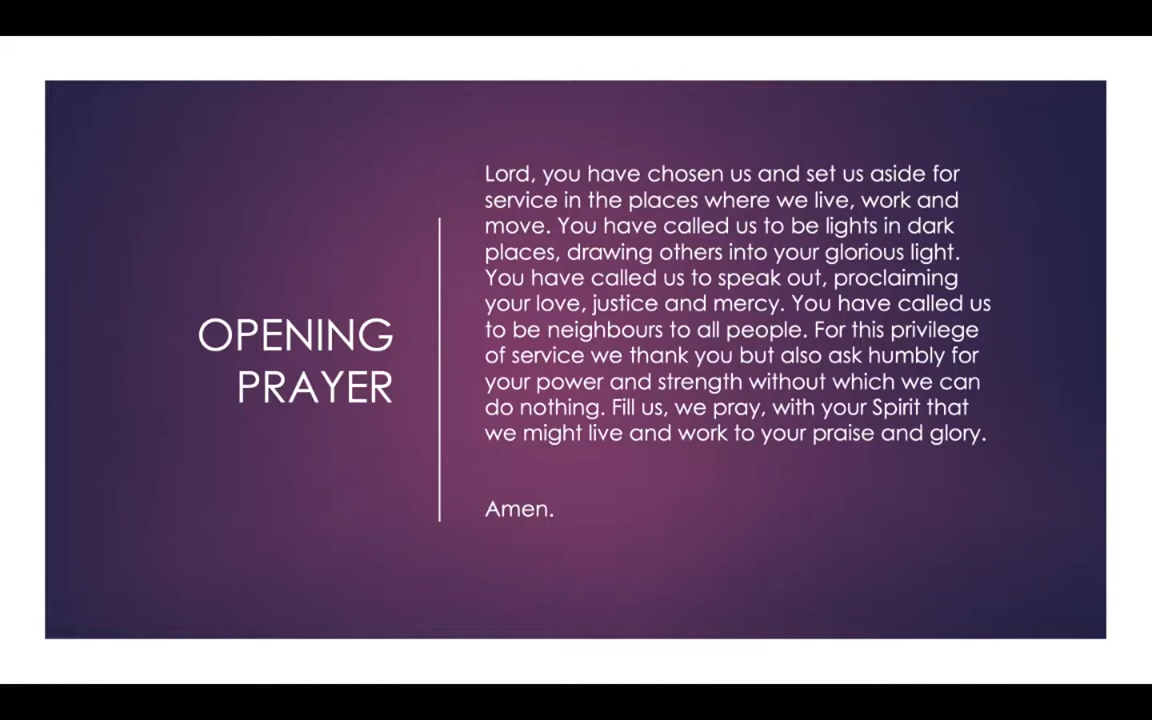 OPENING
PRAYER
Lord, you have chosen us and set us aside for
service in the places where we live, work and
move. You have called us to be lights in dark
places, drawing others into your glorious light.
You have called us to speak out, proclaiming
your love, justice and mercy. You have called us
to be neighbours to all people. For this privilege
of service we thank you but also ask humbly for
your power and strength without which we can
do nothing. Fill us, we pray, with your Spirit that
we might live and work to your praise and glory.
Amen.